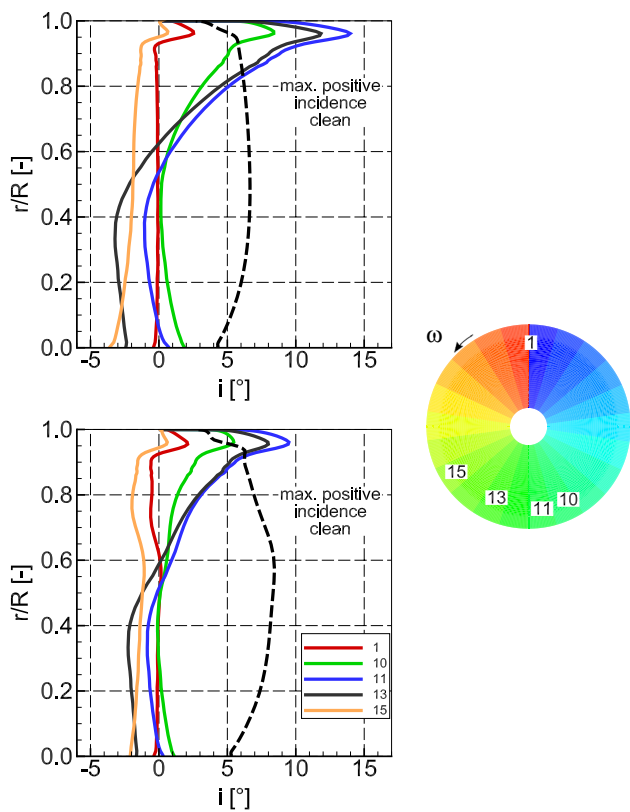 1.0
0.8
0.6
0.4
0.2
0.0
r/R [-]
max. positive
incidence
clean
-5
0
5
10
15
i [°]
ω
1
15
13
11
10
1.0
0.8
0.6
0.4
0.2
0.0
r/R [-]
max. positive
incidence
clean
1
10
11
13
15
-5
0
5
10
15
i [°]